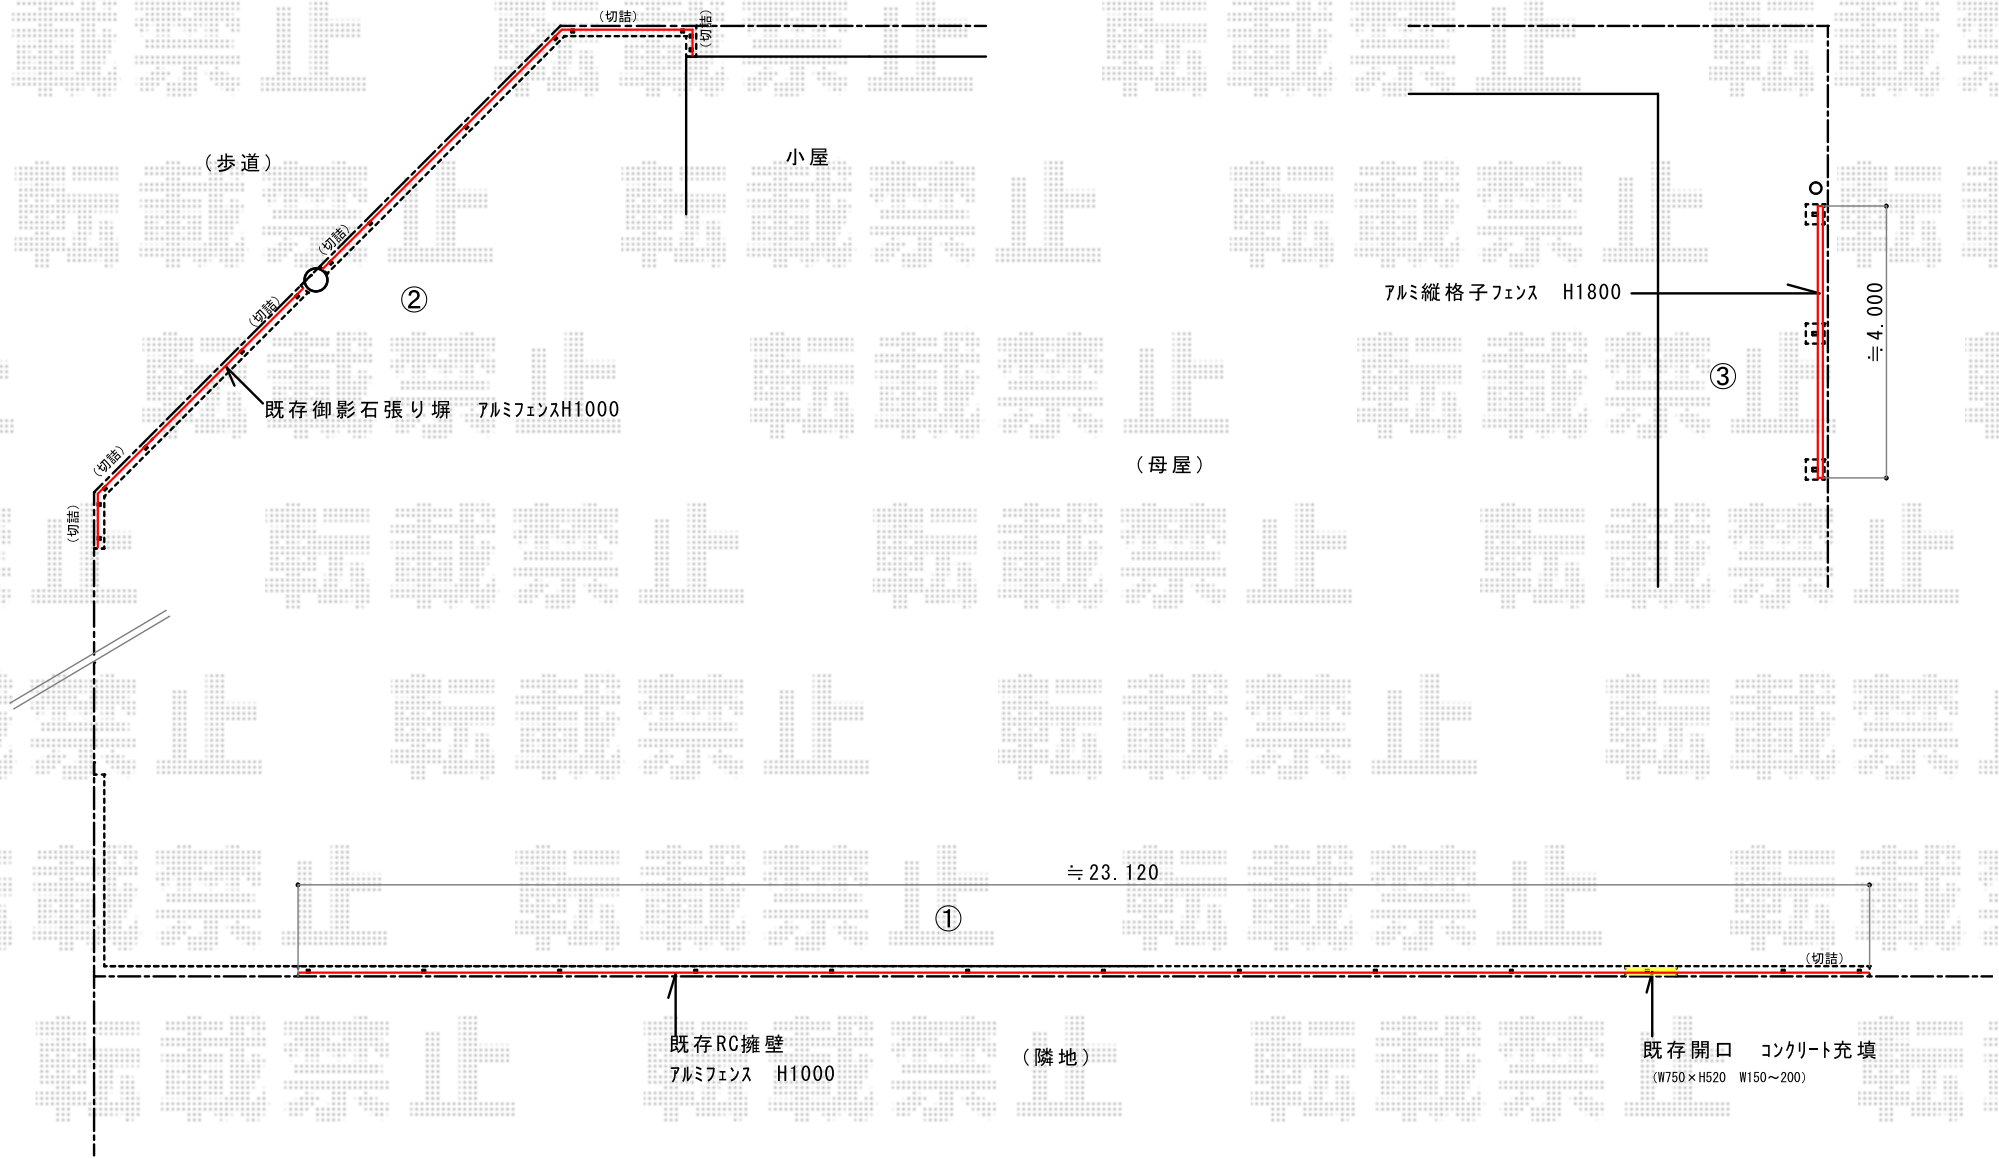 (切詰)
(切詰)
(歩道)
小屋
(切詰)
(切詰)
②
アルミ縦格子フェンス H1800
≒4.000
③
既存御影石張り塀 アルミフェンスH1000
(母屋)
(切詰)
(切詰)
≒23.120
①
(切詰)
既存RC擁壁
アルミフェンス H1000
(隣地)
既存開口 コンクリート充填
(W750×H520 W150～200)
転載禁止